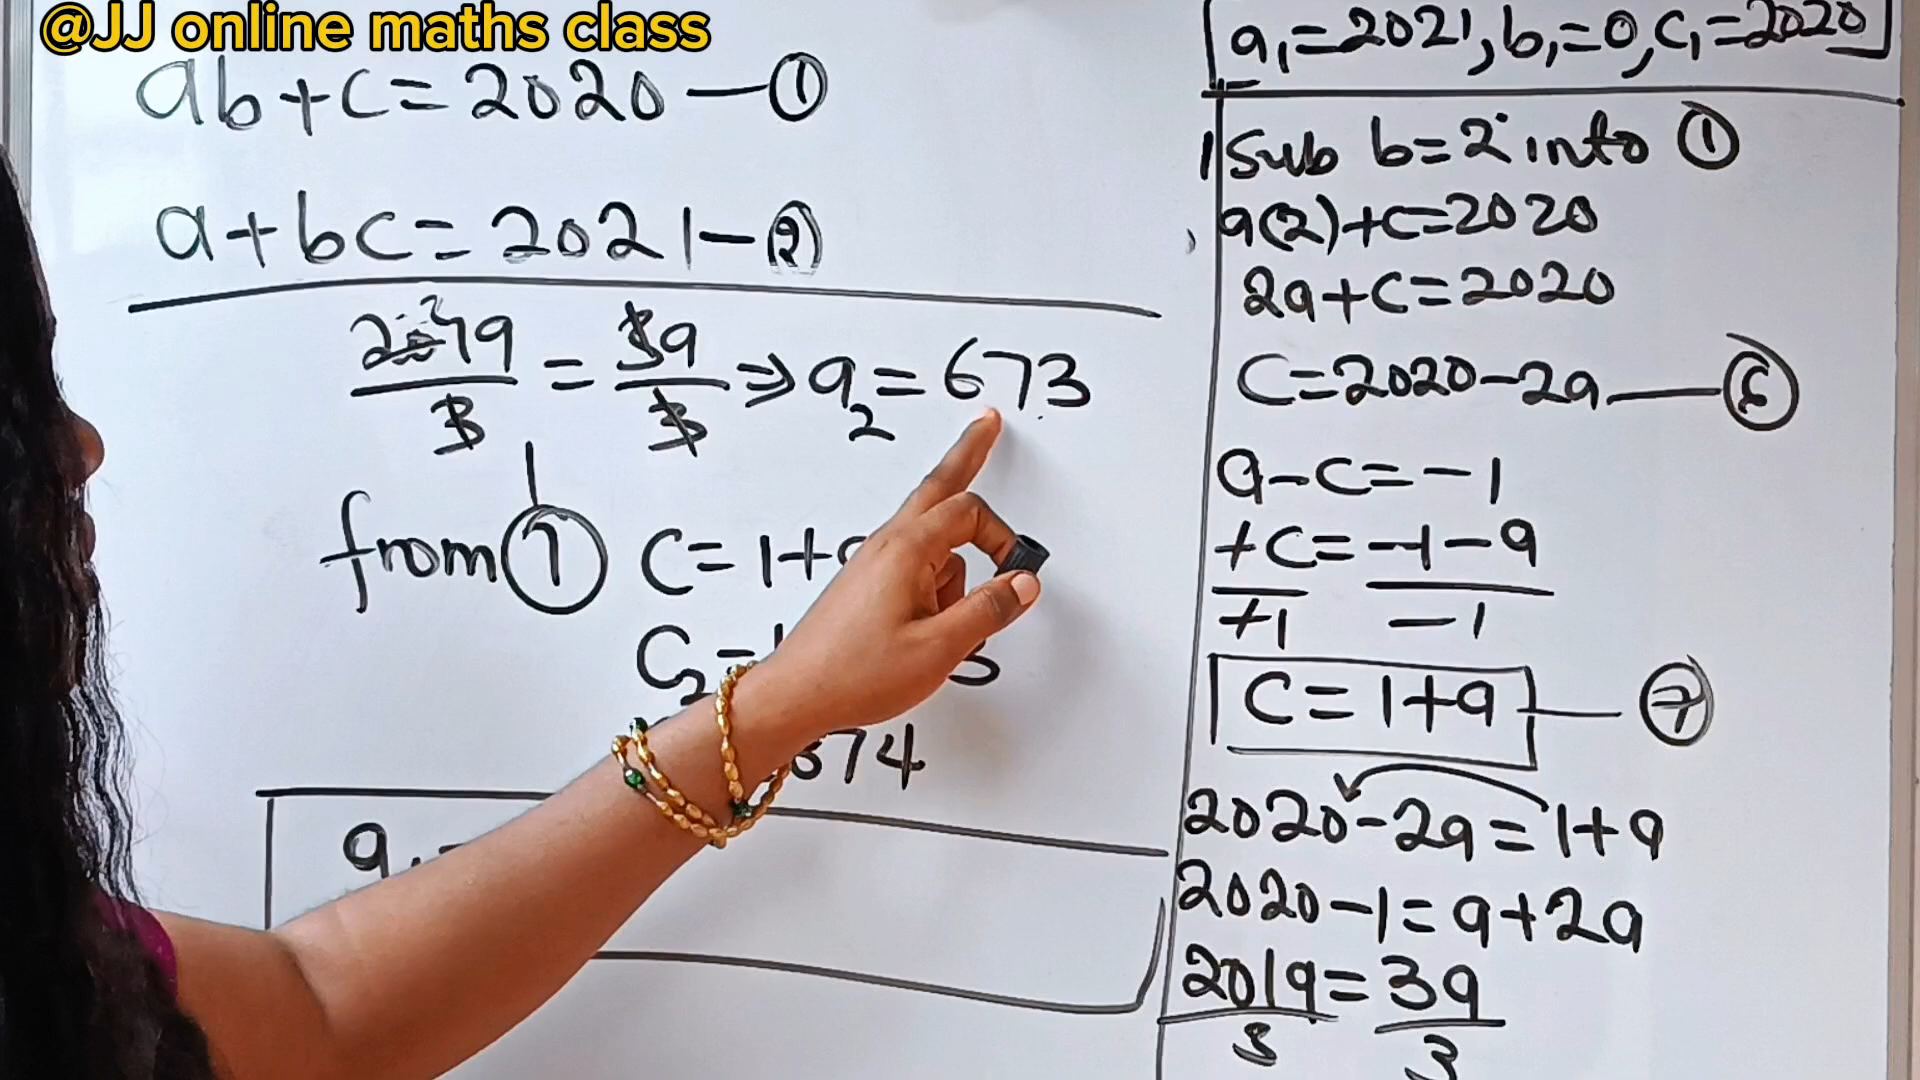 @JJ online maths class
ab+c=2020—①
a+bc=2021—②
2019/3 = 3a/3 ⇒ a₂=673
from ⑦ C=1+
C₂=
674
a₁=
a₁=2021, b₁=0, c₁=2020
Sub b=2 into ①
a(2)+c=2020
2a+c=2020
C=2020-2a—⑥
a-c=-1
+c=-1-a
+1 -1
C=1+a — ⑦
2020-2a=1+a
2020-1=a+2a
2019=3a
3 3